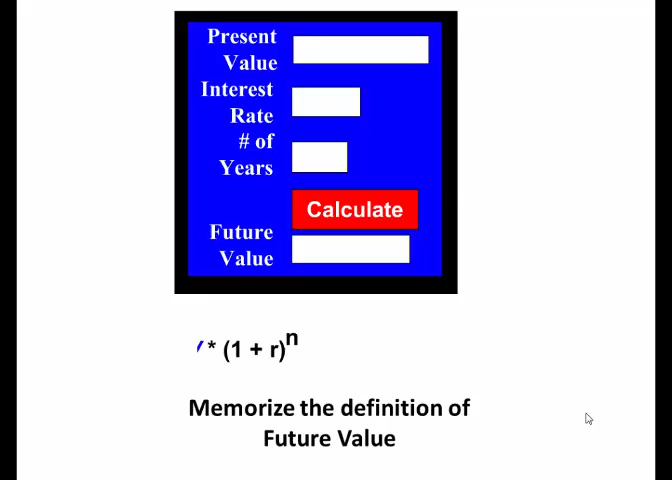 Present
Value
Interest
Rate
# of
Years
Calculate
Future
Value
* (1 + r)^n
Memorize the definition of
Future Value